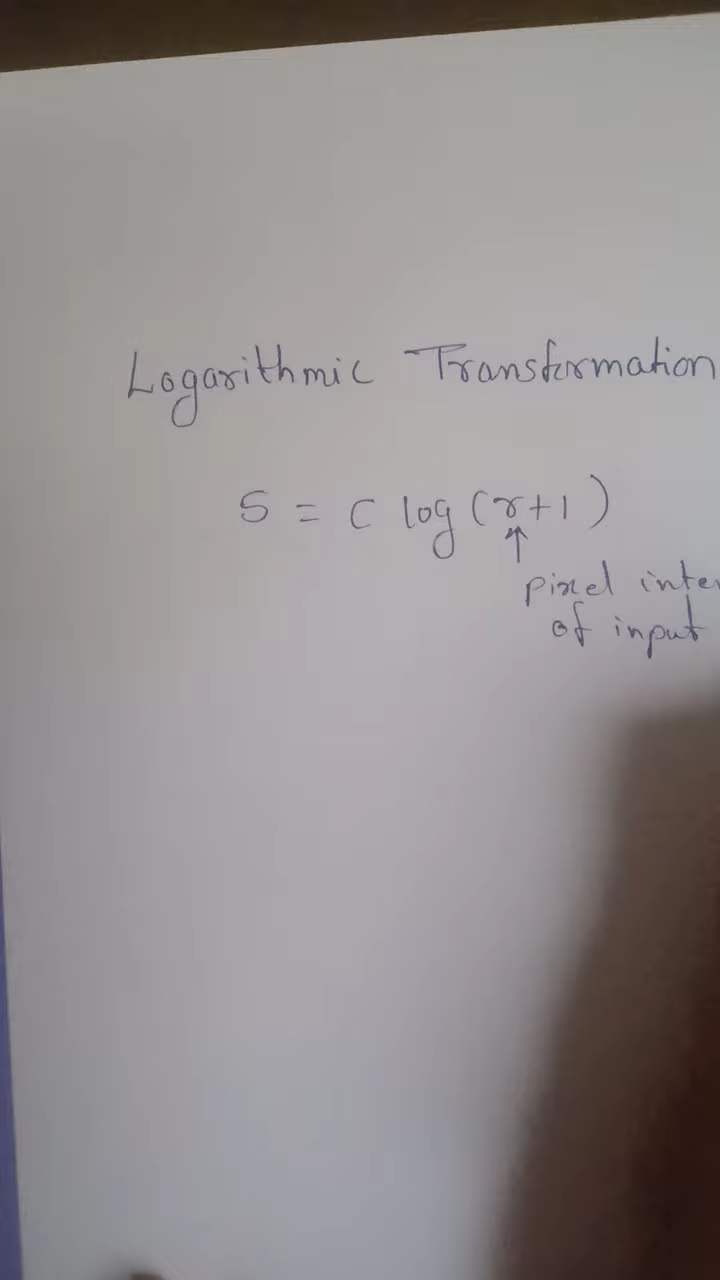 Logarithmic Transformation
S = C log (r+1)
↑
pixel
of input